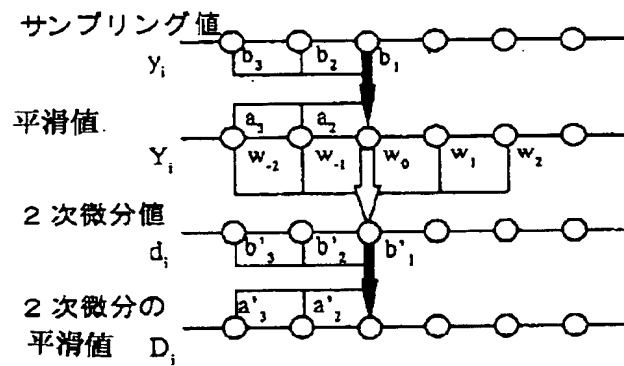 サンプリング値
y_i b_3 b_2 b_1
平滑値 a_3 a_2
Y_i w_-2 w_-1 w_0 w_1 w_2
2次微分値
d_i b'_3 b'_2 b'_1
2次微分の a'_3 a'_2
平滑値 D_i